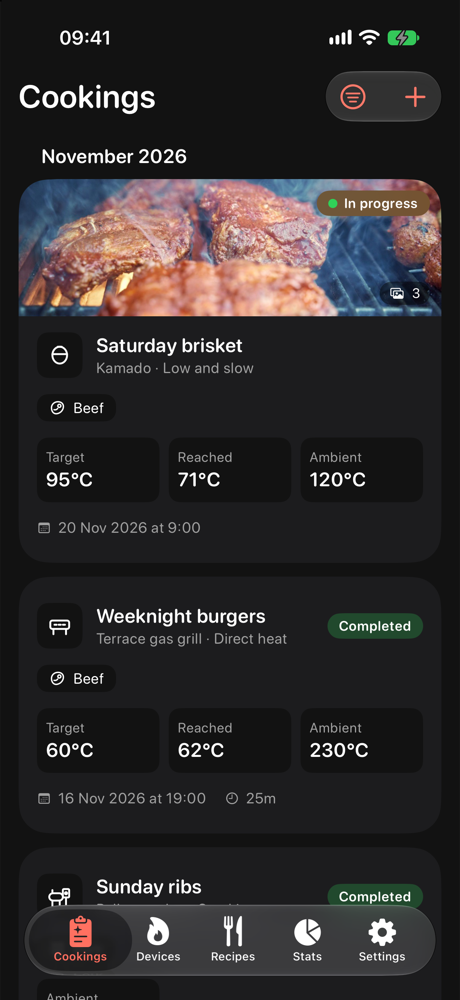 09:41
Cookings
November 2026
In progress
3
Saturday brisket
Kamado · Low and slow
Beef
Target
Reached
Ambient
95°C
71°C
120°C
20 Nov 2026 at 9:00
Weeknight burgers
Completed
Terrace gas grill · Direct heat
Beef
Target
Reached
Ambient
60°C
62°C
230°C
16 Nov 2026 at 19:00
25m
Sunday ribs
Completed
Cookings
Devices
Recipes
Stats
Settings
Ambient